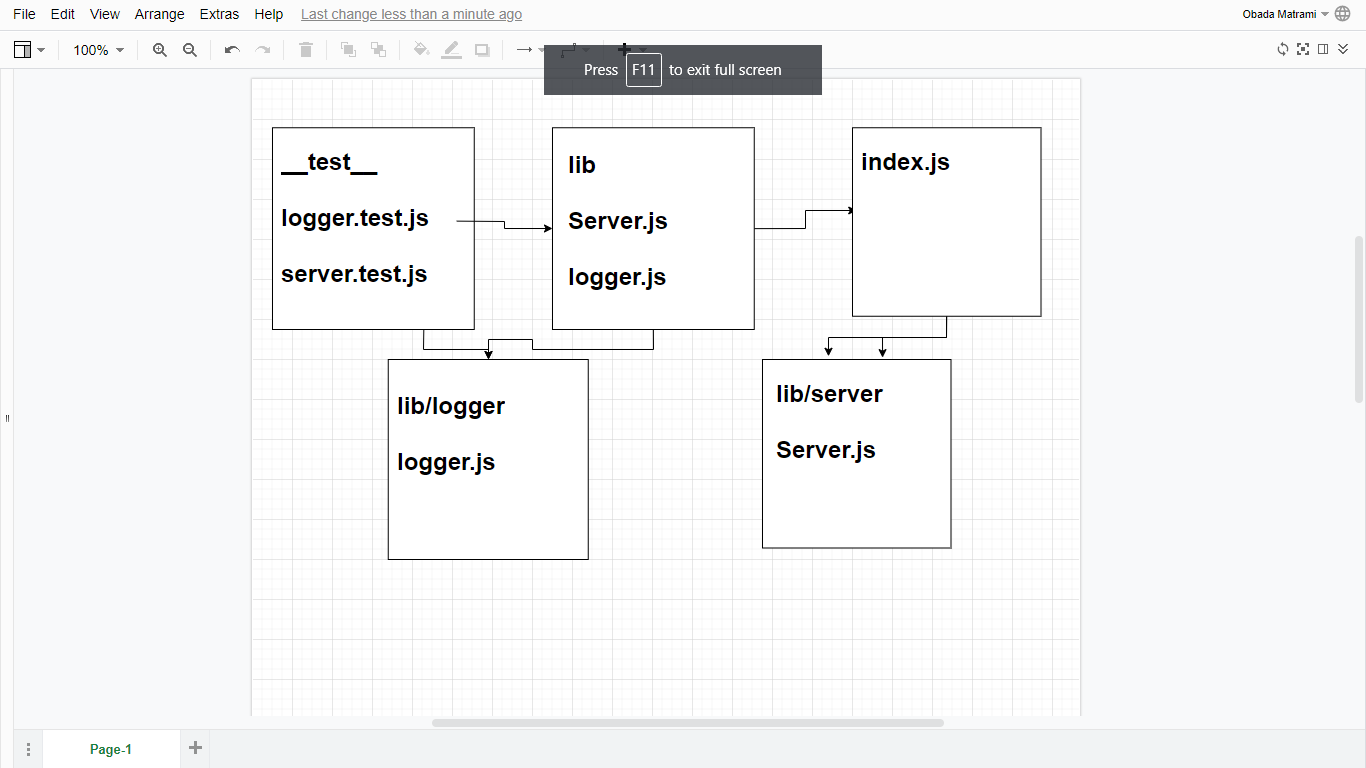 File Edit View Arrange Extras Help Last change less than a minute ago
Obada Matrami
100%
Press F11 to exit full screen
__test__
logger.test.js
server.test.js
lib
Server.js
logger.js
index.js
lib/logger
logger.js
lib/server
Server.js
Page-1